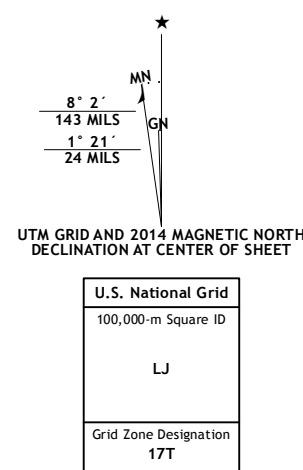 ★
MN
8° 2´
143 MILS
GN
1° 21´
24 MILS
UTM GRID AND 2014 MAGNETIC NORTH
DECLINATION AT CENTER OF SHEET
U.S. National Grid
100,000-m Square ID
LJ
Grid Zone Designation
17T